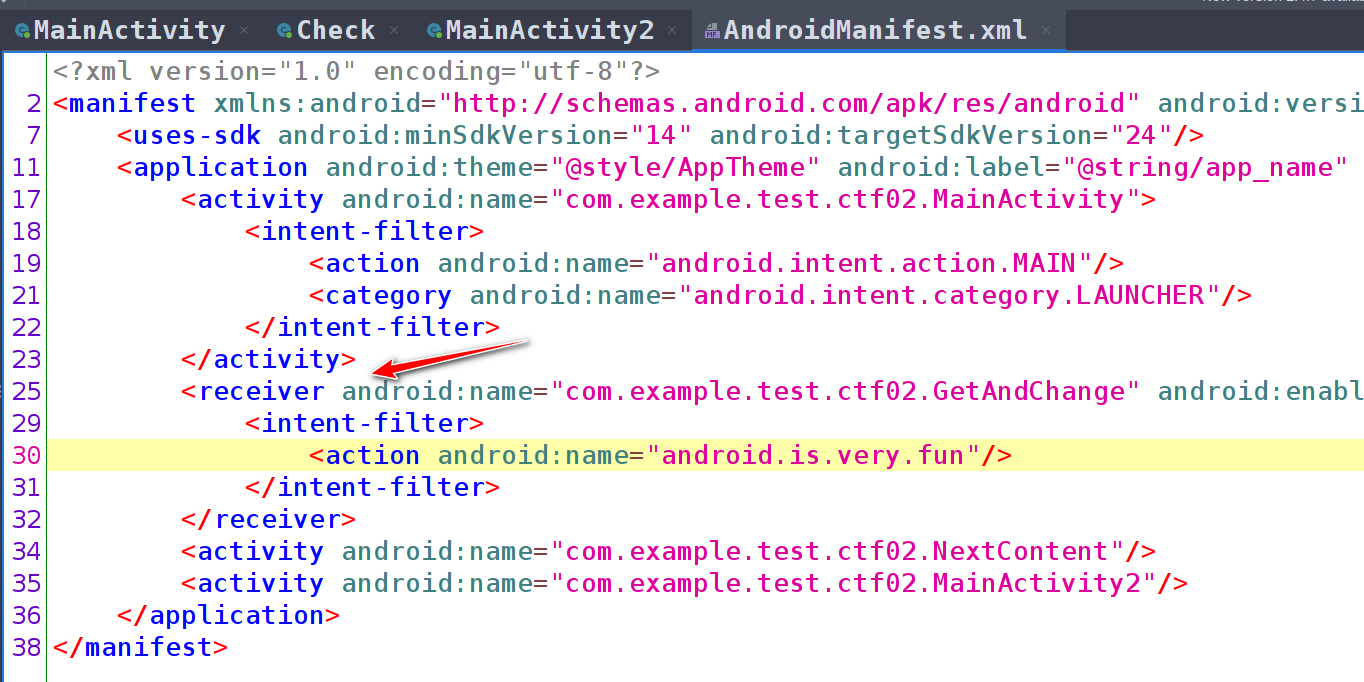 MainActivity × Check × MainActivity2 × AndroidManifest.xml ×
<?xml version="1.0" encoding="utf-8"?>
2 <manifest xmlns:android="http://schemas.android.com/apk/res/android" android:versi
7 <uses-sdk android:minSdkVersion="14" android:targetSdkVersion="24"/>
11 <application android:theme="@style/AppTheme" android:label="@string/app_name"
17 <activity android:name="com.example.test.ctf02.MainActivity">
18 <intent-filter>
19 <action android:name="android.intent.action.MAIN"/>
21 <category android:name="android.intent.category.LAUNCHER"/>
22 </intent-filter>
23 </activity>
25 <receiver android:name="com.example.test.ctf02.GetAndChange" android:enabl
29 <intent-filter>
30 <action android:name="android.is.very.fun"/>
31 </intent-filter>
32 </receiver>
34 <activity android:name="com.example.test.ctf02.NextContent"/>
35 <activity android:name="com.example.test.ctf02.MainActivity2"/>
36 </application>
38 </manifest>